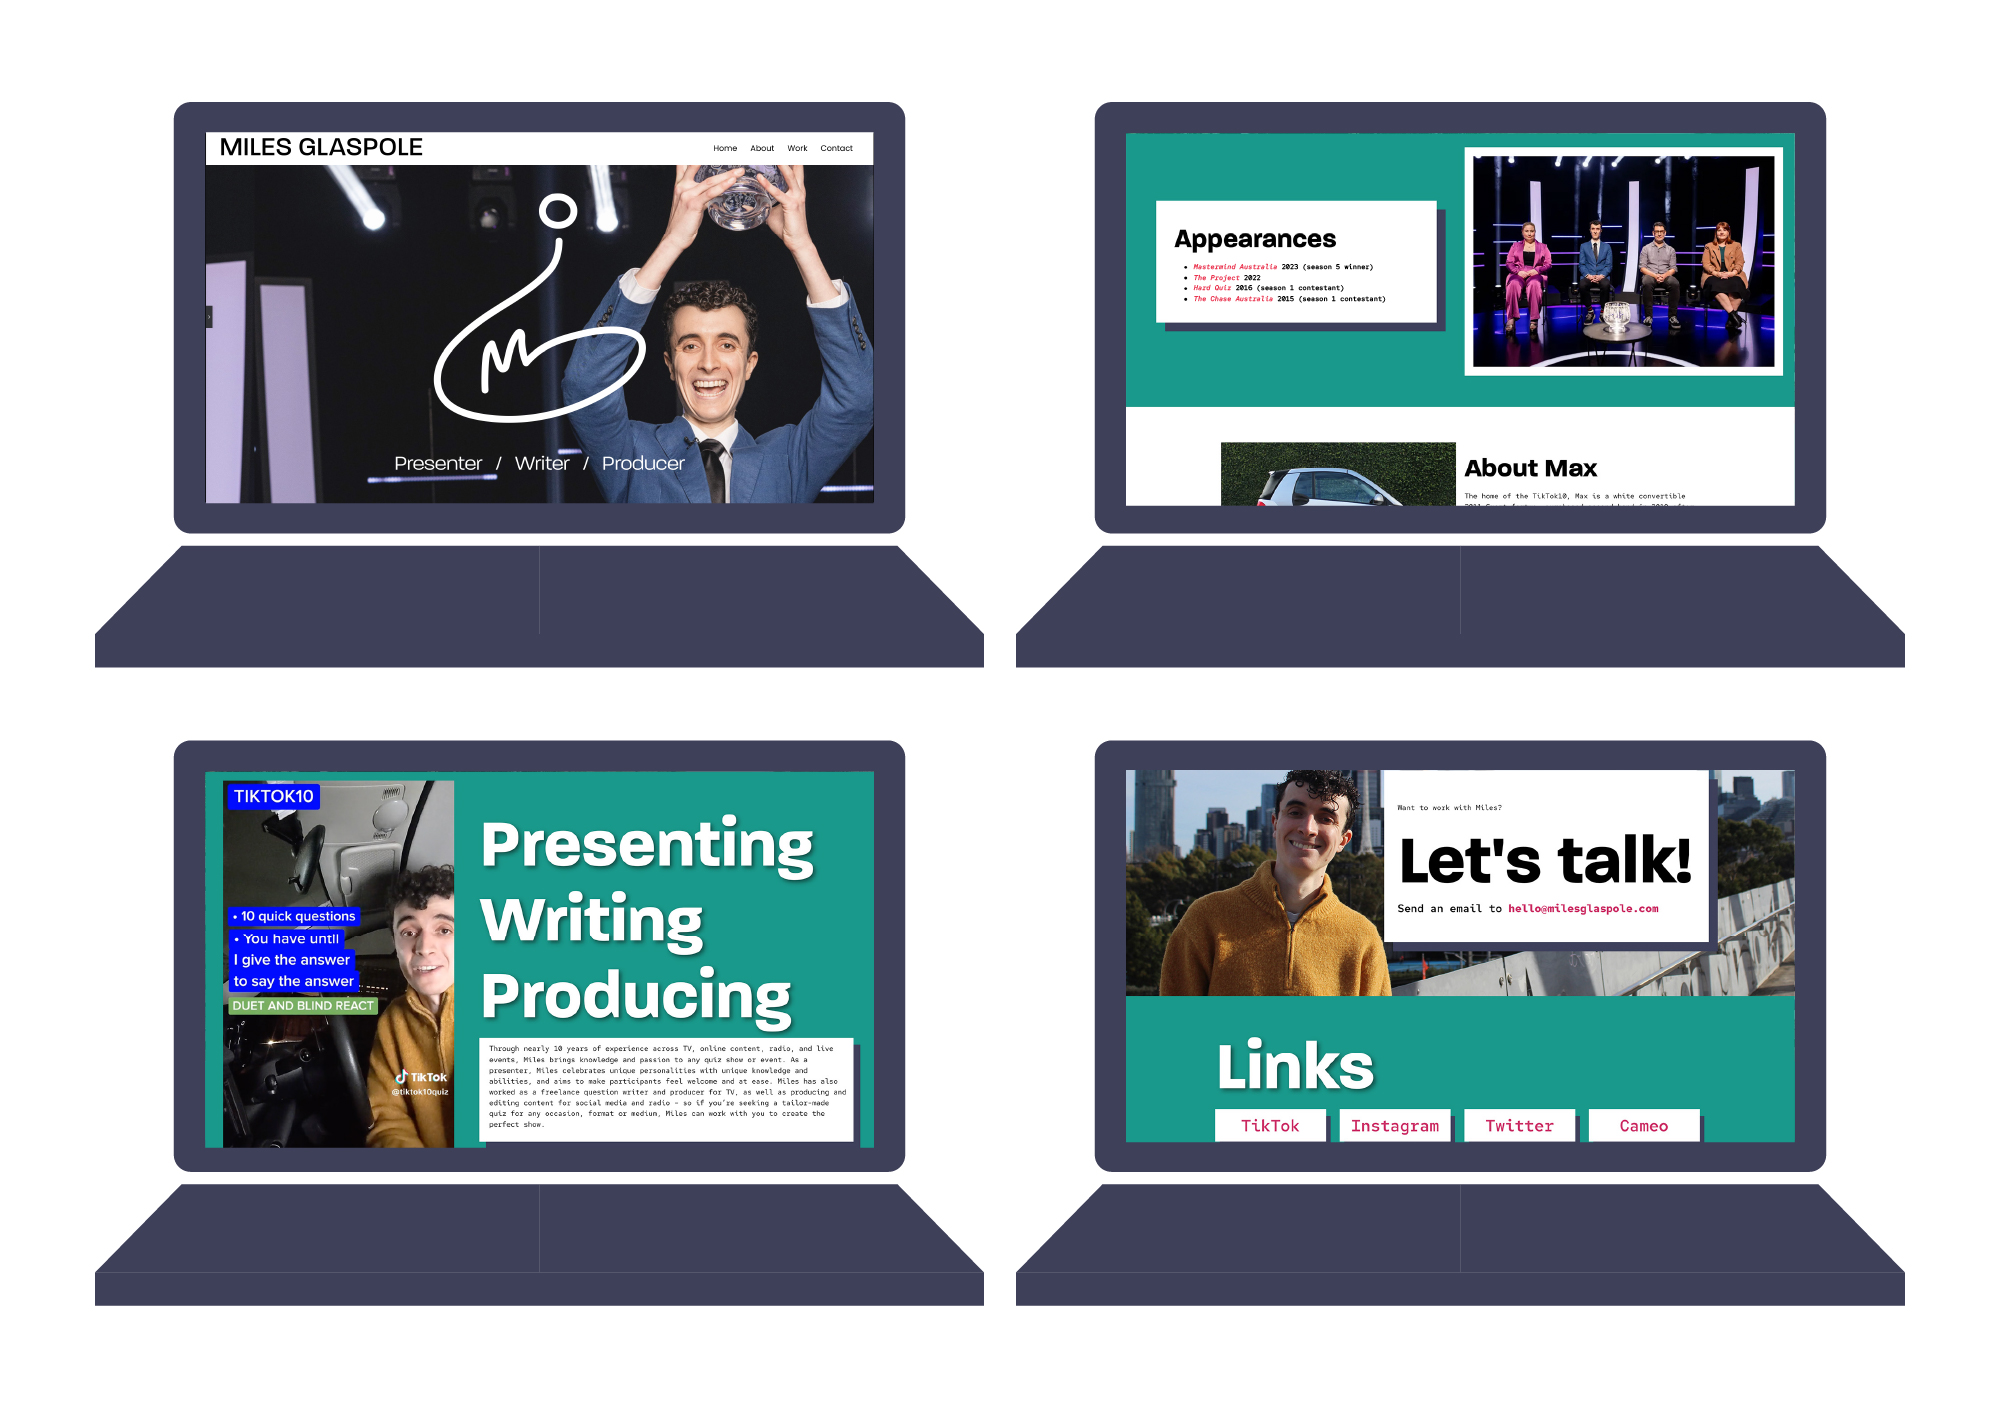 MILES GLASPOLE
Home About Work Contact
Presenter / Writer / Producer
Appearances
• Mastermind Australia 2023 (season 5 winner)
• The Project 2022
• Hard Quiz 2016 (season 1 contestant)
• The Chase Australia 2015 (season 1 contestant)
About Max
The home of the TikTok10, Max is a white convertible
TIKTOK10
• 10 quick questions
• You have until
I give the answer
to say the answer
DUET AND BLIND REACT
TikTok
@tiktok10quiz
Presenting
Writing
Producing
Through nearly 10 years of experience across TV, online content, radio, and live
events, Miles brings knowledge and passion to any quiz show or event. As a
presenter, Miles celebrates unique personalities with unique knowledge and
abilities, and aims to make participants feel welcome and at ease. Miles has also
worked as a freelance question writer and producer for TV, as well as producing and
editing content for social media and radio – so if you're seeking a tailor-made
quiz for any occasion, format or medium, Miles can work with you to create the
perfect show.
Want to work with Miles?
Let's talk!
Send an email to hello@milesglaspole.com
Links
TikTok Instagram Twitter Cameo